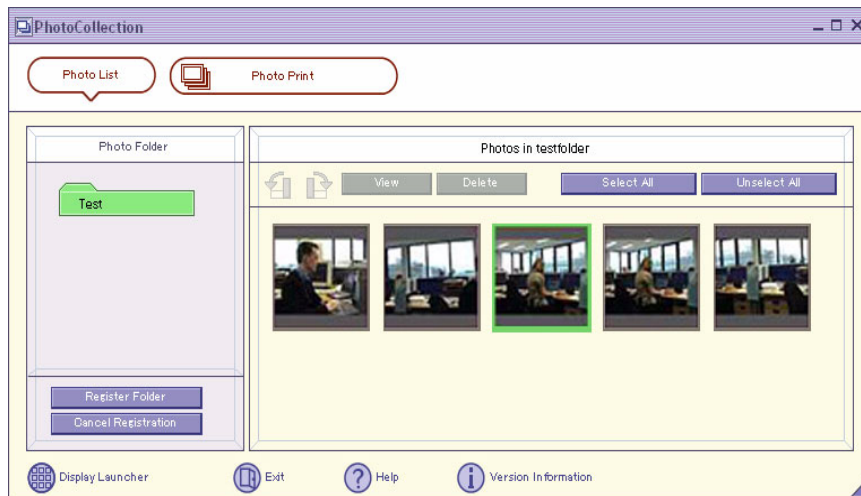 PhotoCollection
Photo List
Photo Print
Photo Folder
Photos in testfolder
View
Delete
Select All
Unselect All
Test
Register Folder
Cancel Registration
Display Launcher
Exit
Help
Version Information